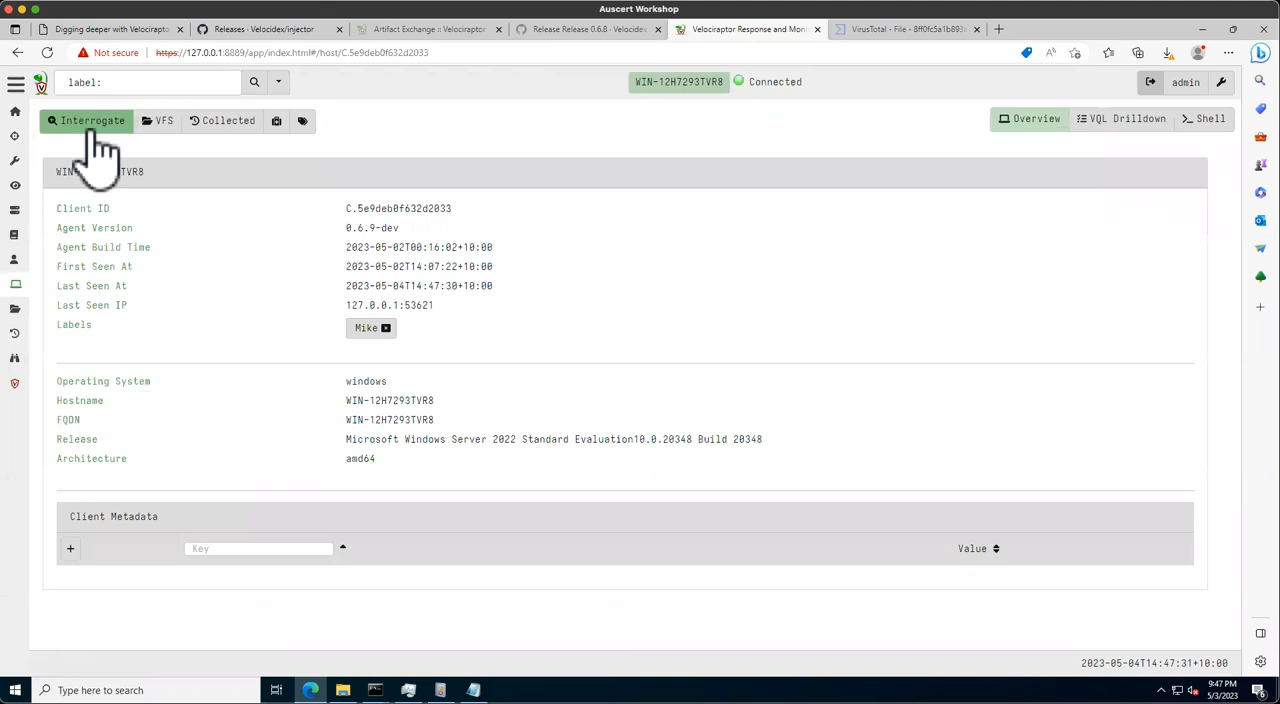 Auscert Workshop
Digging deeper with Velocirapto
Releases · Velocidex/injector
Artifact Exchange :: Velocirapto
Release Release 0.6.8 · Velocide
Velociraptor Response and Moni
VirusTotal - File - 8ff0fc5a1b893
Not secure
https://127.0.0.1:8889/app/index.html#/host/C.5e9deb0f632d2033
label:
WIN-12H7293TVR8
Connected
admin
Interrogate
VFS
Collected
Overview
VQL Drilldown
Shell
WIN
TVR8
Client ID
C.5e9deb0f632d2033
Agent Version
0.6.9-dev
Agent Build Time
2023-05-02T00:16:02+10:00
First Seen At
2023-05-02T14:07:22+10:00
Last Seen At
2023-05-04T14:47:30+10:00
Last Seen IP
127.0.0.1:53621
Labels
Mike
Operating System
windows
Hostname
WIN-12H7293TVR8
FQDN
WIN-12H7293TVR8
Release
Microsoft Windows Server 2022 Standard Evaluation10.0.20348 Build 20348
Architecture
amd64
Client Metadata
Key
Value
2023-05-04T14:47:31+10:00
Type here to search
9:47 PM
5/3/2023
6